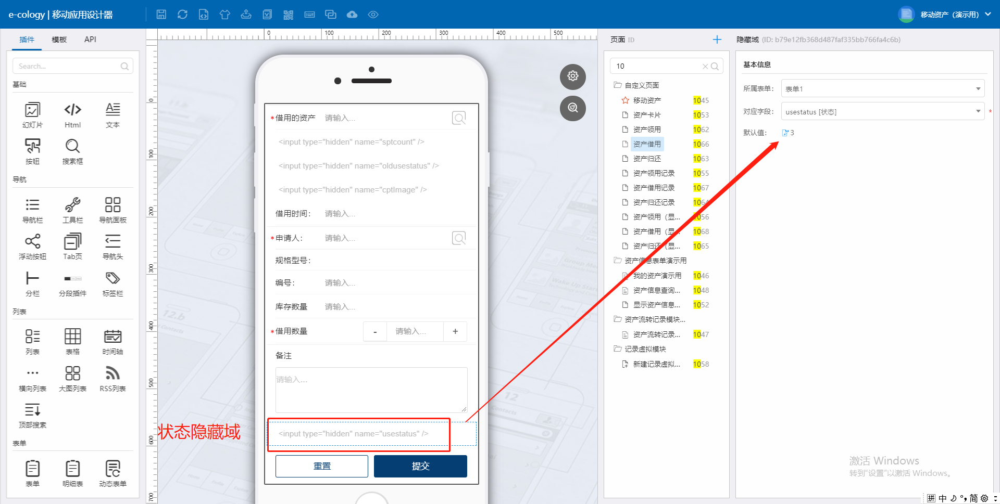 e-cology | 移动应用设计器
移动资产（演示用）
插件
模板
API
Search...
基础
幻灯片
Html
文本
按钮
搜索框
导航
导航栏
工具栏
导航面板
浮动按钮
Tab页
导航头
分栏
分段插件
标签栏
列表
列表
表格
时间轴
横向列表
大图列表
RSS列表
顶部搜索
表单
表单
明细表
动态表单
0
100
200
300
400
500
0
100
200
300
400
500
600
700
*借用的资产
请输入...
<input type="hidden" name="sptcount" />
<input type="hidden" name="oldusestatus" />
<input type="hidden" name="cptImage" />
借用时间：
请输入...
*申请人：
请输入...
规格型号：
编号：
请输入...
库存数量
请输入...
*借用数量
-
请输入...
+
备注
请输入...
状态隐藏域
<input type="hidden" name="usestatus" />
重置
提交
页面 ID
10
自定义页面
移动资产 1045
资产卡片 1053
资产领用 1062
资产借用 1066
资产归还 1063
资产领用记录 1055
资产借用记录 1067
资产归还记录 1064
资产领用（显... 1056
资产借用（显... 1068
资产归还（显... 1065
资产信息表单演示用
我的资产演示用 1046
资产信息查询... 1048
显示资产信息... 1052
资产流转记录模块...
资产流转记录... 1047
记录虚拟模块
新建记录虚拟... 1058
隐藏域 (ID: b79e12fb368d487faf335bb766fa4c6b)
基本信息
所属表单：
表单1
对应字段：
usestatus [状态]
*
默认值：
3
激活 Windows
转到“设置”以激活 Windows。
拼 中 简